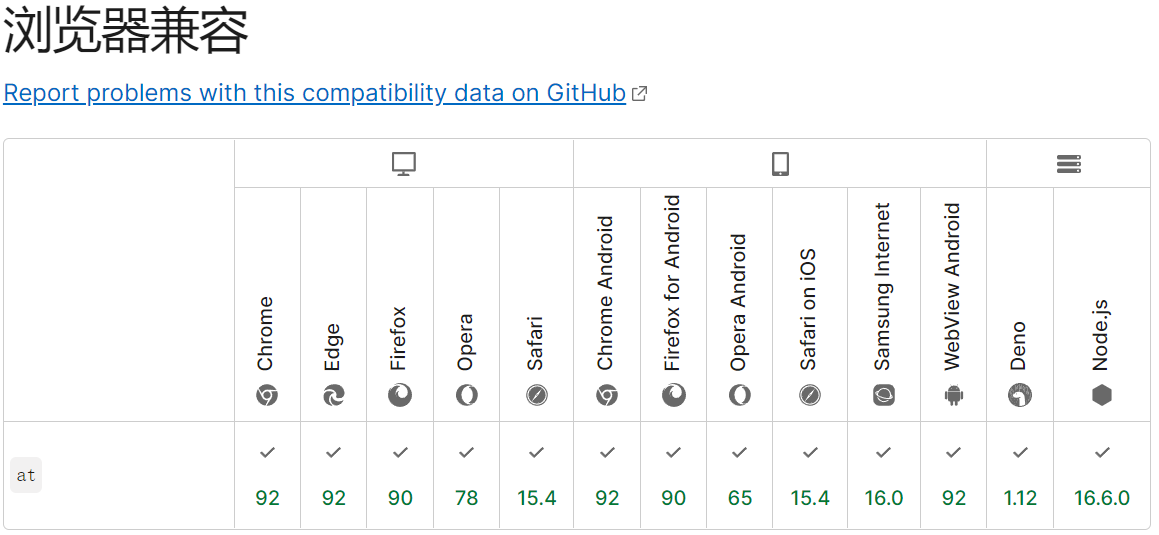 浏览器兼容
Report problems with this compatibility data on GitHub
Chrome
Edge
Firefox
Opera
Safari
Chrome Android
Firefox for Android
Opera Android
Safari on iOS
Samsung Internet
WebView Android
Deno
Node.js
at
92 92 90 78 15.4 92 90 65 15.4 16.0 92 1.12 16.6.0